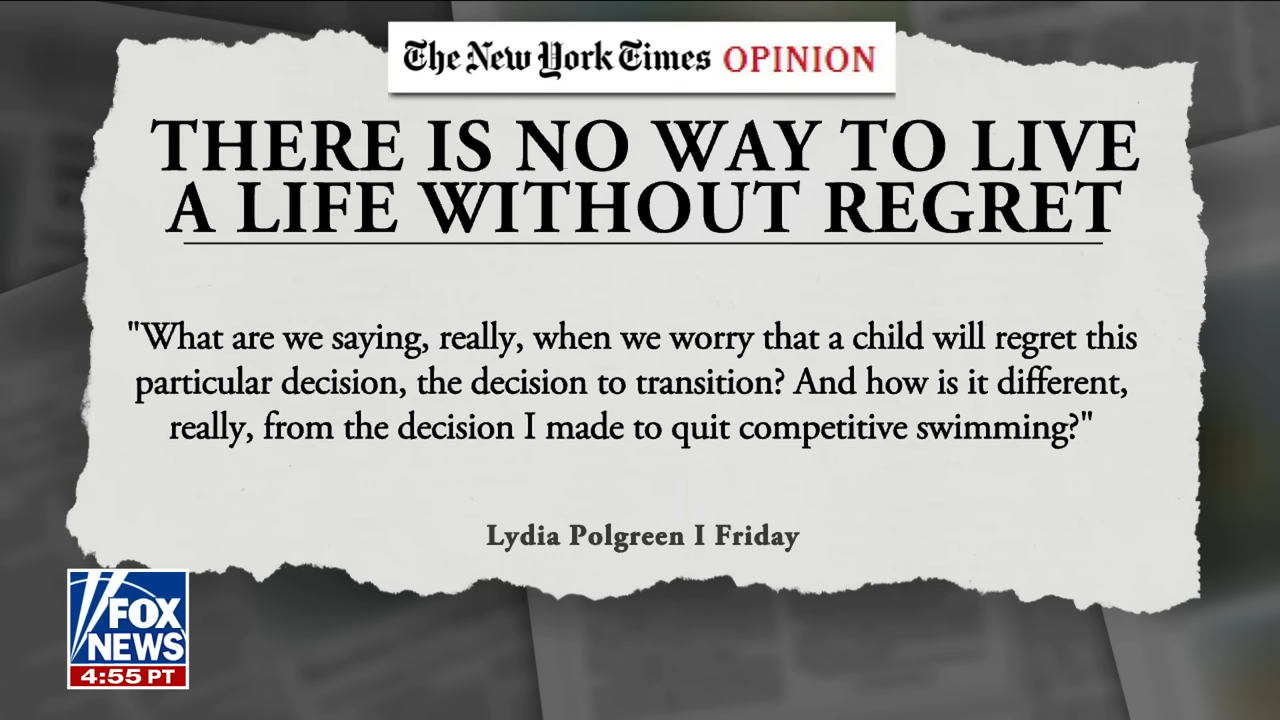 The New York Times OPINION
THERE IS NO WAY TO LIVE
A LIFE WITHOUT REGRET
"What are we saying, really, when we worry that a child will regret this
particular decision, the decision to transition? And how is it different,
really, from the decision I made to quit competitive swimming?"
Lydia Polgreen I Friday
FOX
NEWS
4:55 PT